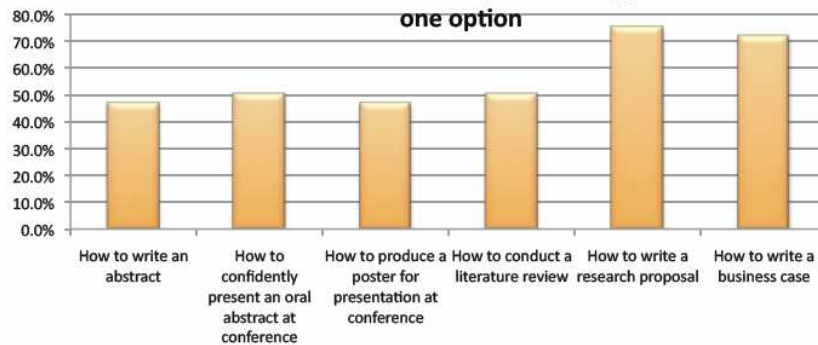 one option
80.0%
70.0%
60.0%
50.0%
40.0%
30.0%
20.0%
10.0%
0.0%
How to write an
abstract
How to
confidently
present an oral
abstract at
conference
How to produce a
poster for
presentation at
conference
How to conduct a
literature review
How to write a
research proposal
How to write a
business case